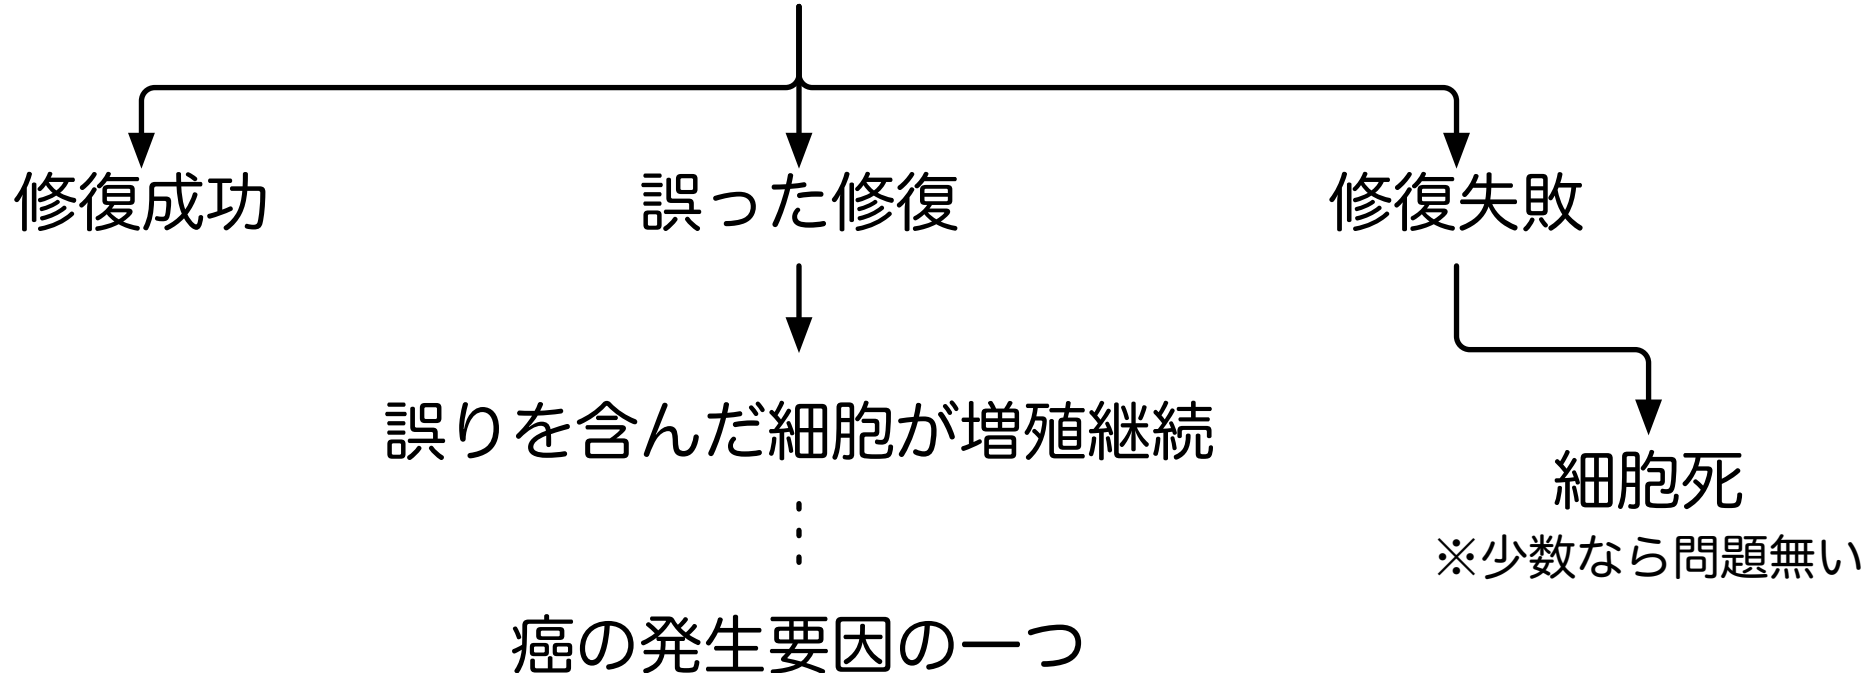 修復成功
誤った修復
修復失敗
誤りを含んだ細胞が増殖継続
細胞死
※少数なら問題無い
癌の発生要因の一つ